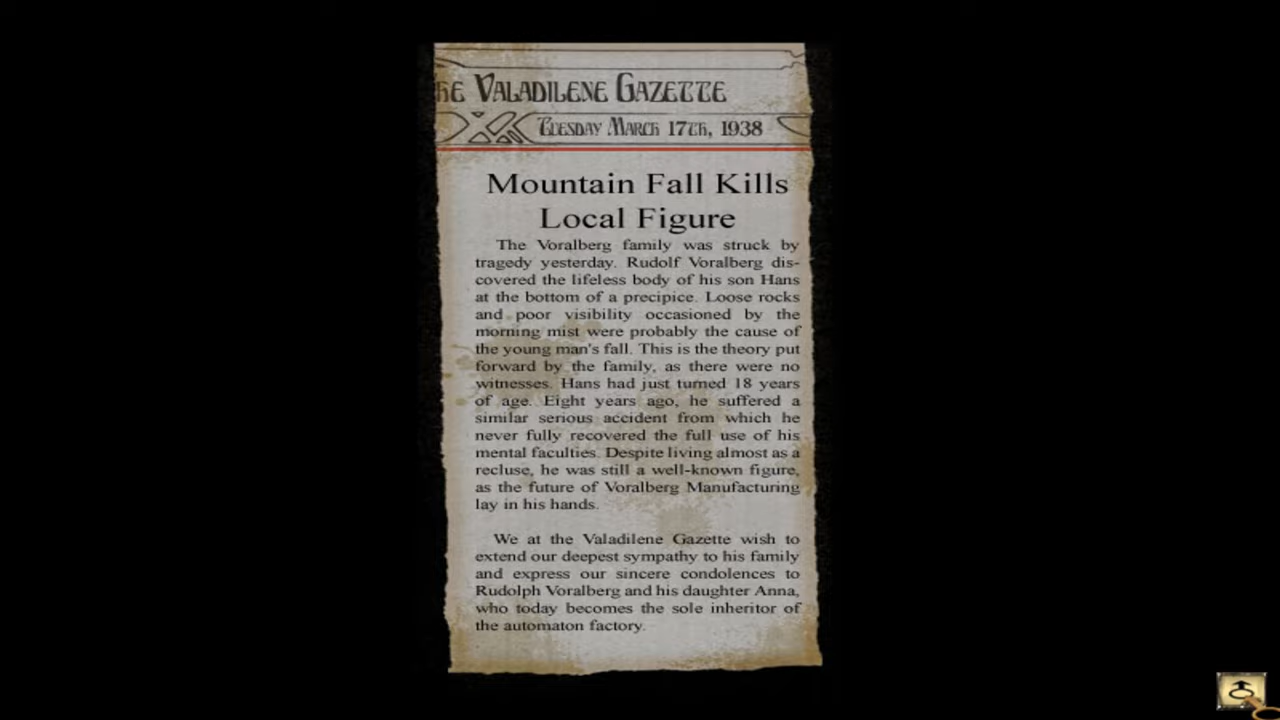 HE VALADILENE GAZETTE
TUESDAY MARCH 17TH, 1938
Mountain Fall Kills
Local Figure
The Voralberg family was struck by
tragedy yesterday. Rudolf Voralberg dis-
covered the lifeless body of his son Hans
at the bottom of a precipice. Loose rocks
and poor visibility occasioned by the
morning mist were probably the cause of
the young man's fall. This is the theory put
forward by the family, as there were no
witnesses. Hans had just turned 18 years
of age. Eight years ago, he suffered a
similar serious accident from which he
never fully recovered the full use of his
mental faculties. Despite living almost as a
recluse, he was still a well-known figure,
as the future of Voralberg Manufacturing
lay in his hands.
We at the Valadilene Gazette wish to
extend our deepest sympathy to his family
and express our sincere condolences to
Rudolph Voralberg and his daughter Anna,
who today becomes the sole inheritor of
the automaton factory.